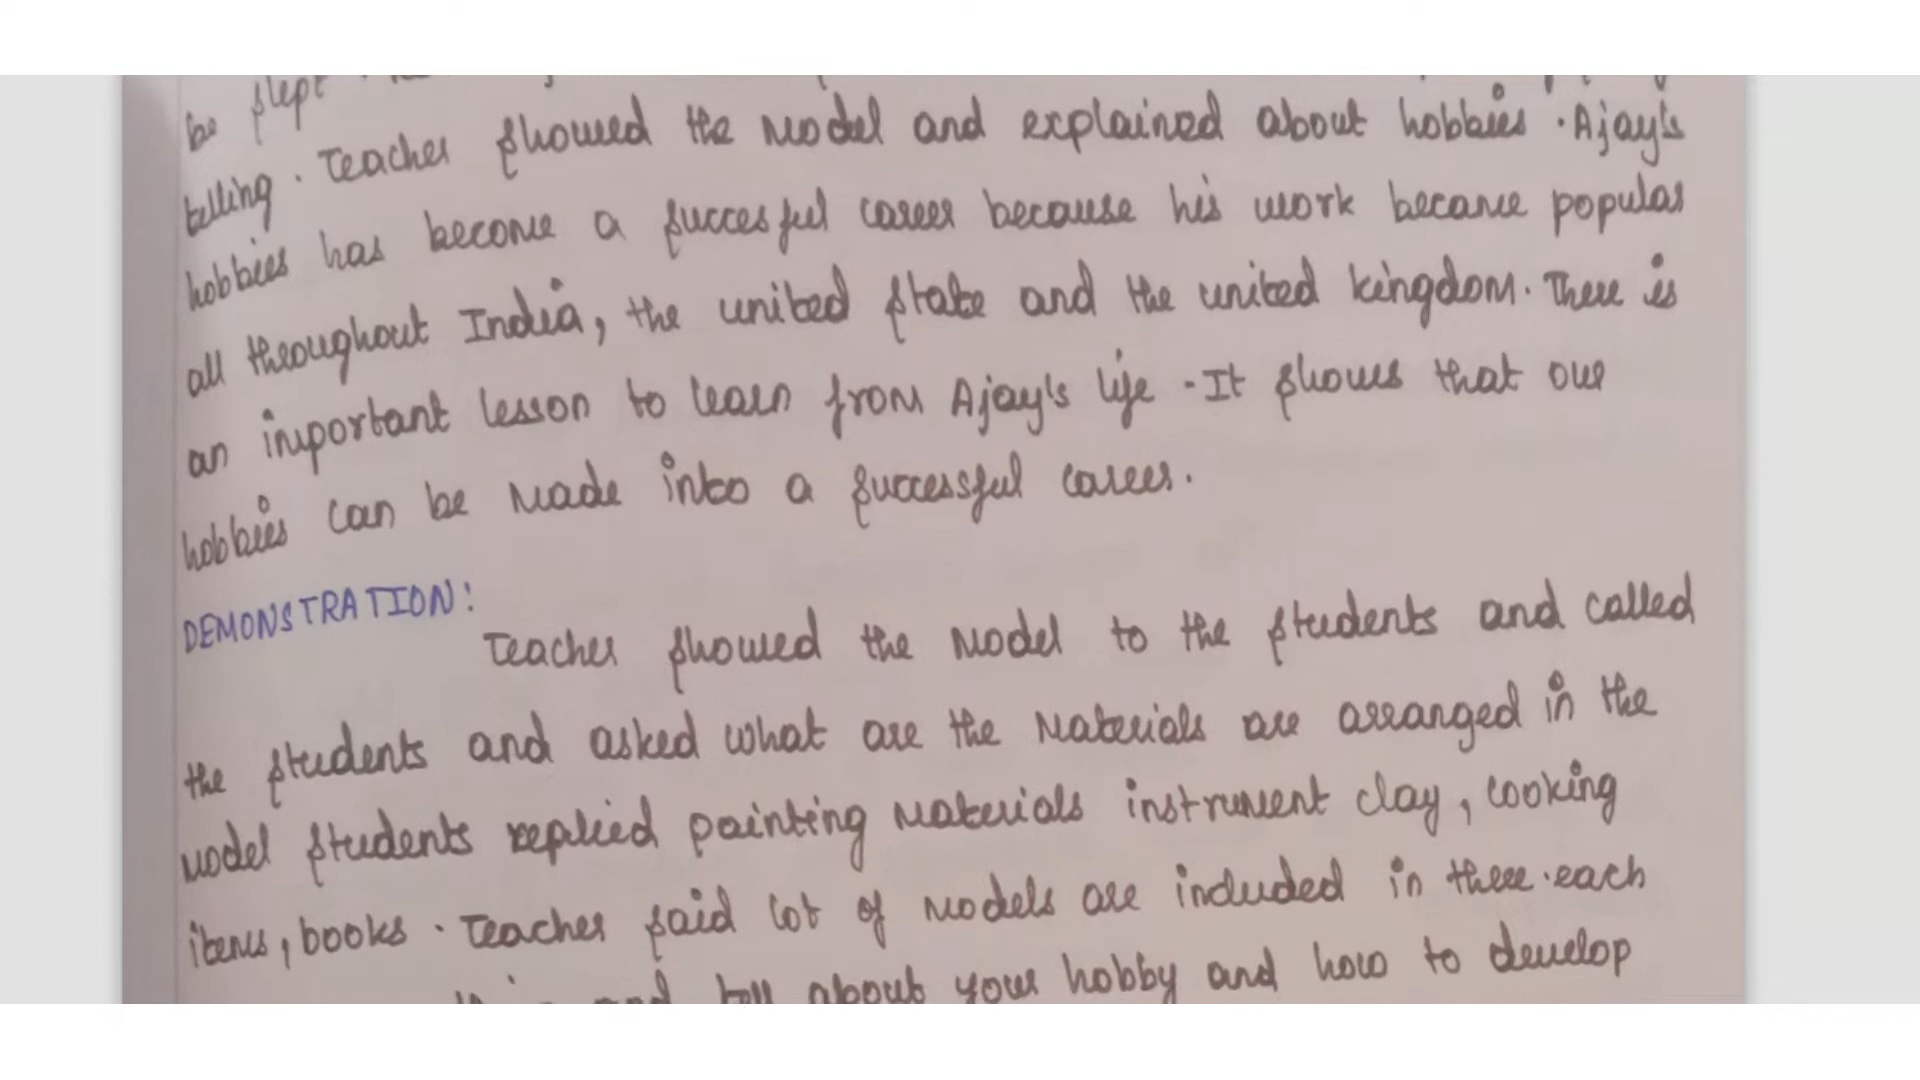 be slept
telling. Teacher showed the model and explained about hobbies. Ajay's
hobbies has become a succesful career because his work became popular
all throughout India, the united state and the united kingdom. There is
an important lesson to learn from Ajay's life - It shows that our
hobbies can be made into a successful career.
DEMONSTRATION:
Teacher showed the model to the students and called
the students and asked what are the materials are arranged in the
model students replied painting materials instrument clay, cooking
items, books. Teacher said lot of models are included in there. each
and tell about your hobby and how to develop